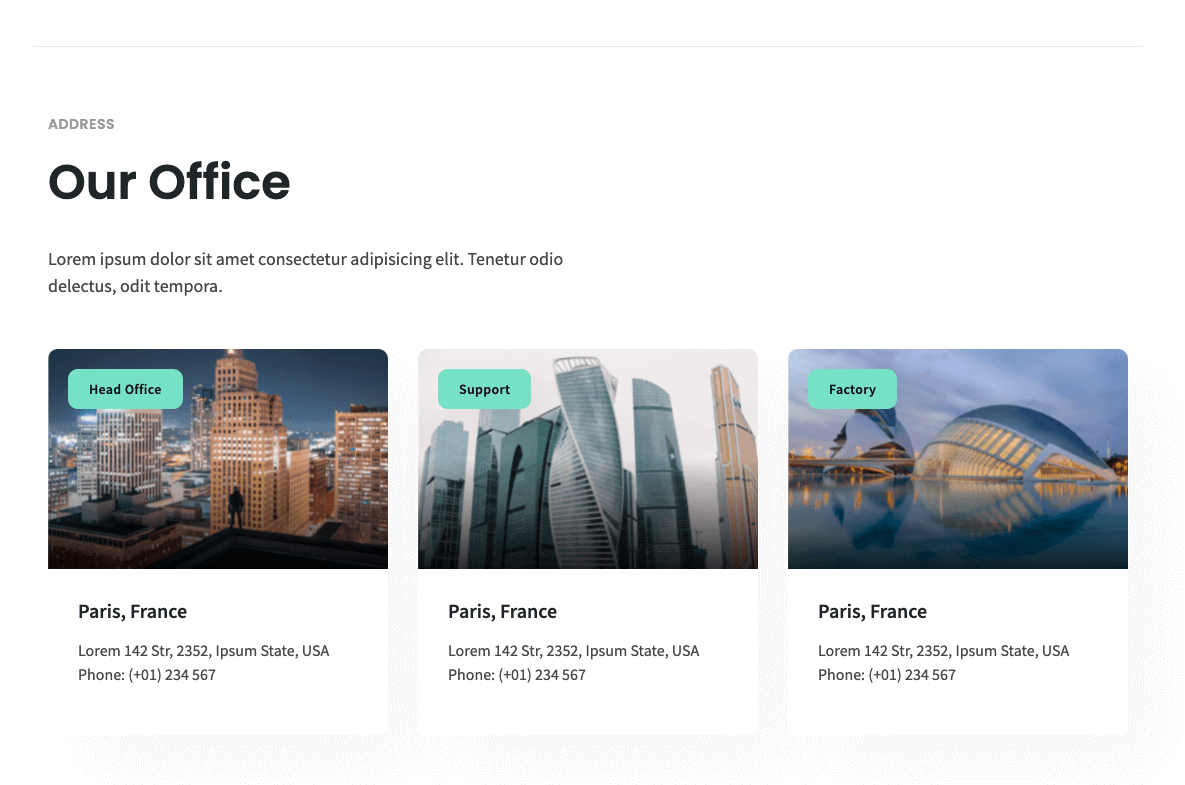 ADDRESS
Our Office
Lorem ipsum dolor sit amet consectetur adipisicing elit. Tenetur odio
delectus, odit tempora.
Head Office
Support
Factory
Paris, France
Lorem 142 Str, 2352, Ipsum State, USA
Phone: (+01) 234 567
Paris, France
Lorem 142 Str, 2352, Ipsum State, USA
Phone: (+01) 234 567
Paris, France
Lorem 142 Str, 2352, Ipsum State, USA
Phone: (+01) 234 567